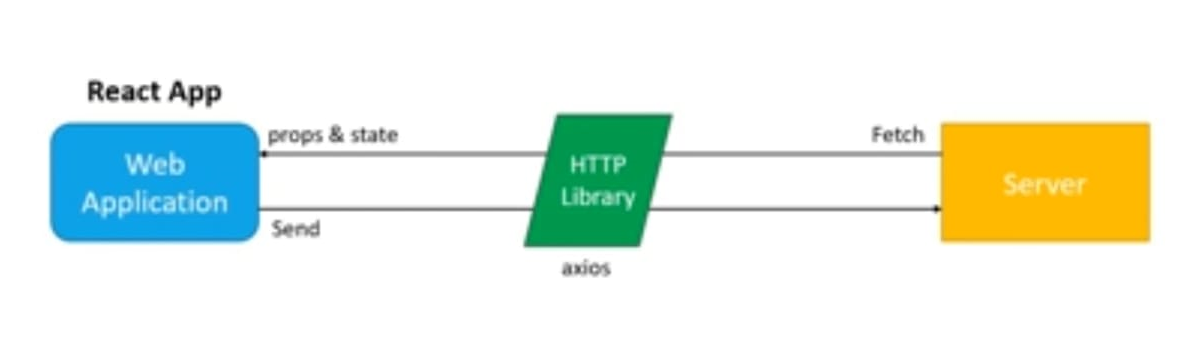 React App
Web
Application
props & state
Send
HTTP
Library
axios
Fetch
Server